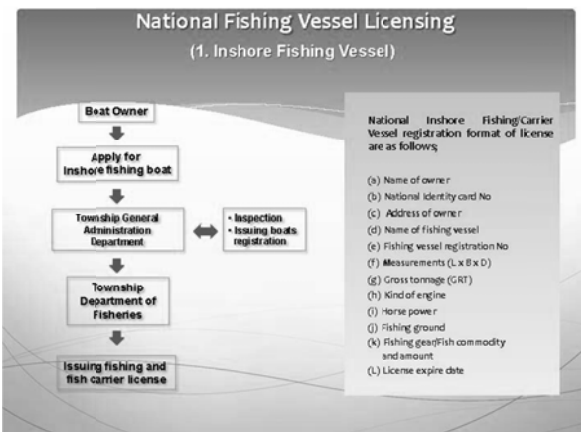 National Fishing Vessel Licensing
(1. Inshore Fishing Vessel)
Boat Owner
Apply for
Inshore fishing boat
Township General
Administration
Department
• Inspection
• Issuing boats
registration
Township
Department of
Fisheries
Issuing fishing and
fish carrier license
National Inshore Fishing/Carrier
Vessel registration format of license
are as follows;
(a) Name of owner
(b) National identity card No
(c) Address of owner
(d) Name of fishing vessel
(e) Fishing vessel registration No
(f) Measurements (L x B x D)
(g) Gross tonnage (GRT)
(h) Kind of engine
(i) Horse power
(j) Fishing ground
(k) Fishing gear/Fish commodity
and amount
(L) License expire date